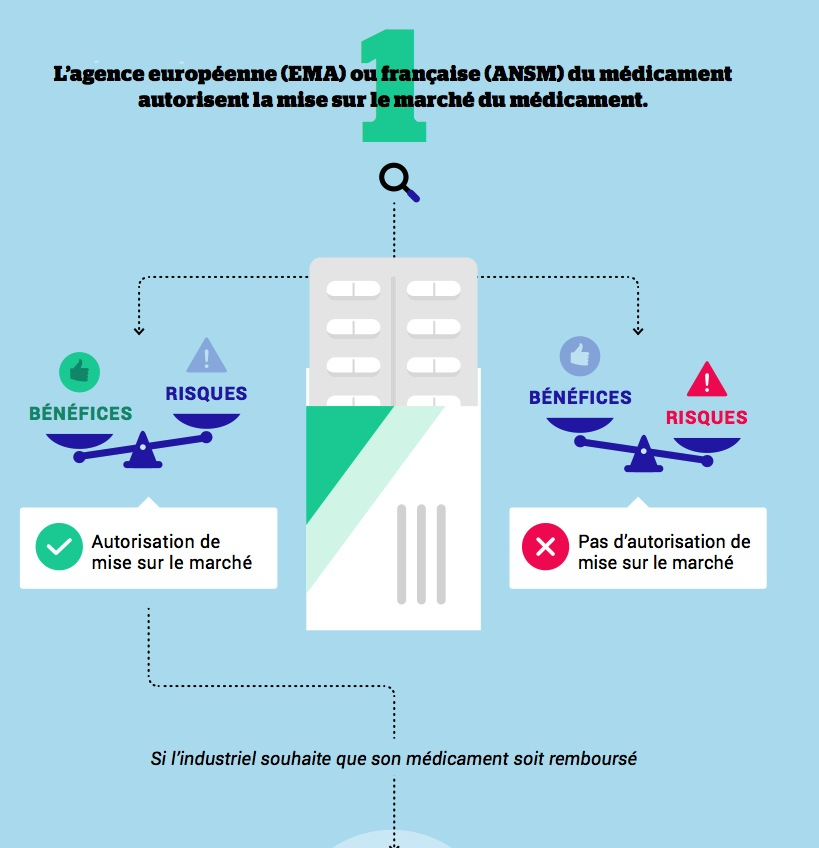 1
L'agence européenne (EMA) ou française (ANSM) du médicament
autorisent la mise sur le marché du médicament.
BÉNÉFICES
RISQUES
BÉNÉFICES
RISQUES
Autorisation de
mise sur le marché
Pas d'autorisation de
mise sur le marché
Si l'industriel souhaite que son médicament soit remboursé